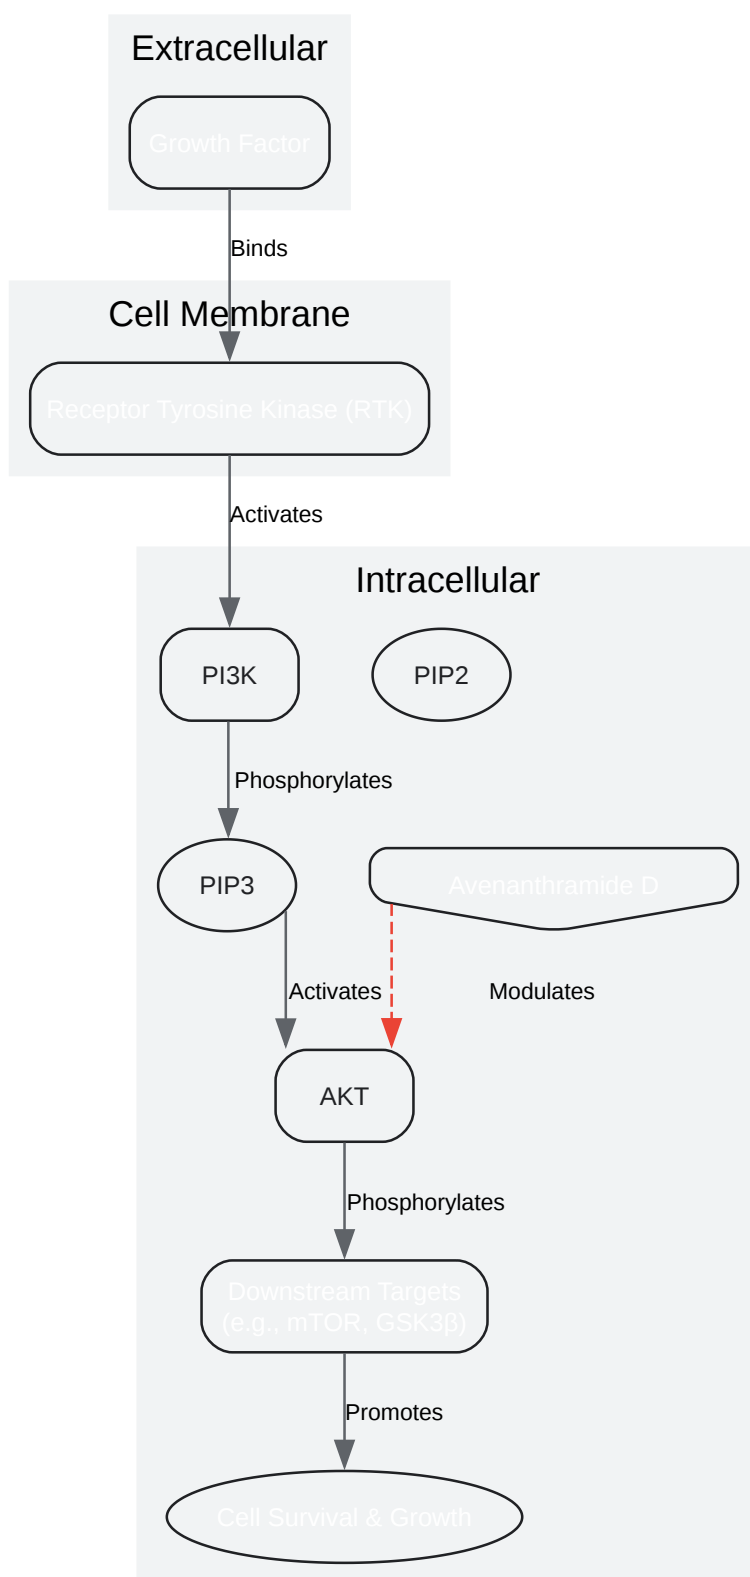 Extracellular
Growth Factor
Binds
Cell Membrane
Receptor Tyrosine Kinase (RTK)
Activates
Intracellular
PI3K
PIP2
Phosphorylates
PIP3
Avenanthramide D
Activates
Modulates
AKT
Phosphorylates
Downstream Targets
(e.g., mTOR, GSK3β)
Promotes
Cell Survival & Growth